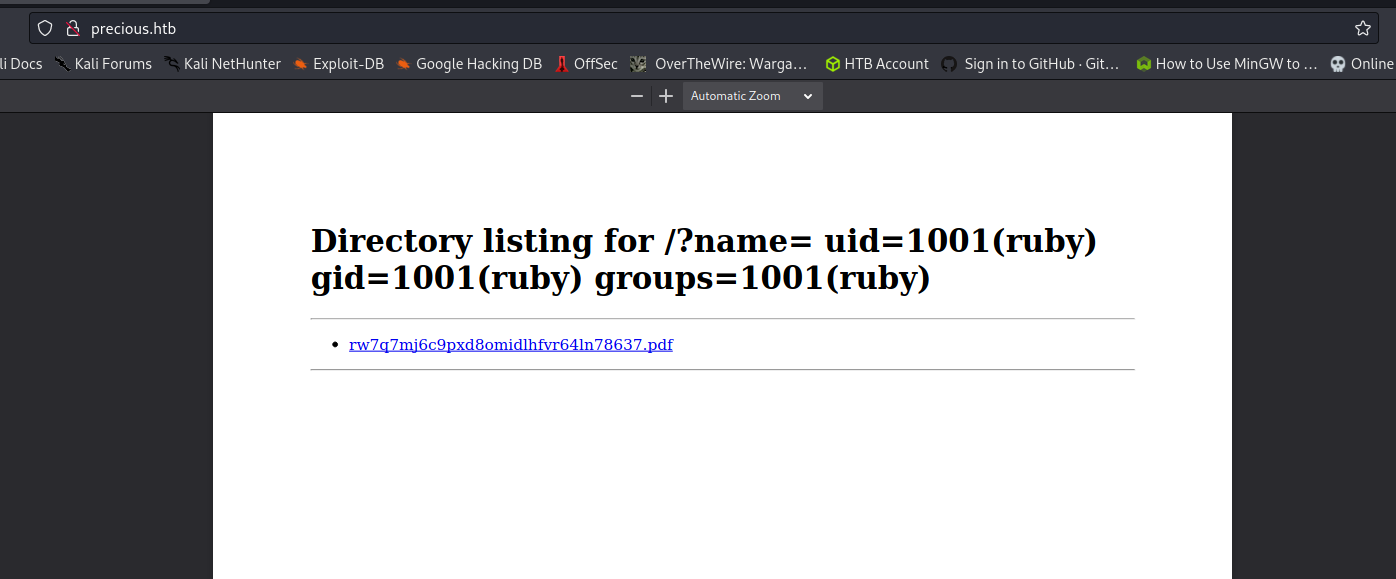 precious.htb
li Docs Kali Forums Kali NetHunter Exploit-DB Google Hacking DB OffSec OverTheWire: Warga… HTB Account Sign in to GitHub · Git… How to Use MinGW to … Online
Automatic Zoom
Directory listing for /?name= uid=1001(ruby)
gid=1001(ruby) groups=1001(ruby)
rw7q7mj6c9pxd8omidlhfvr64ln78637.pdf